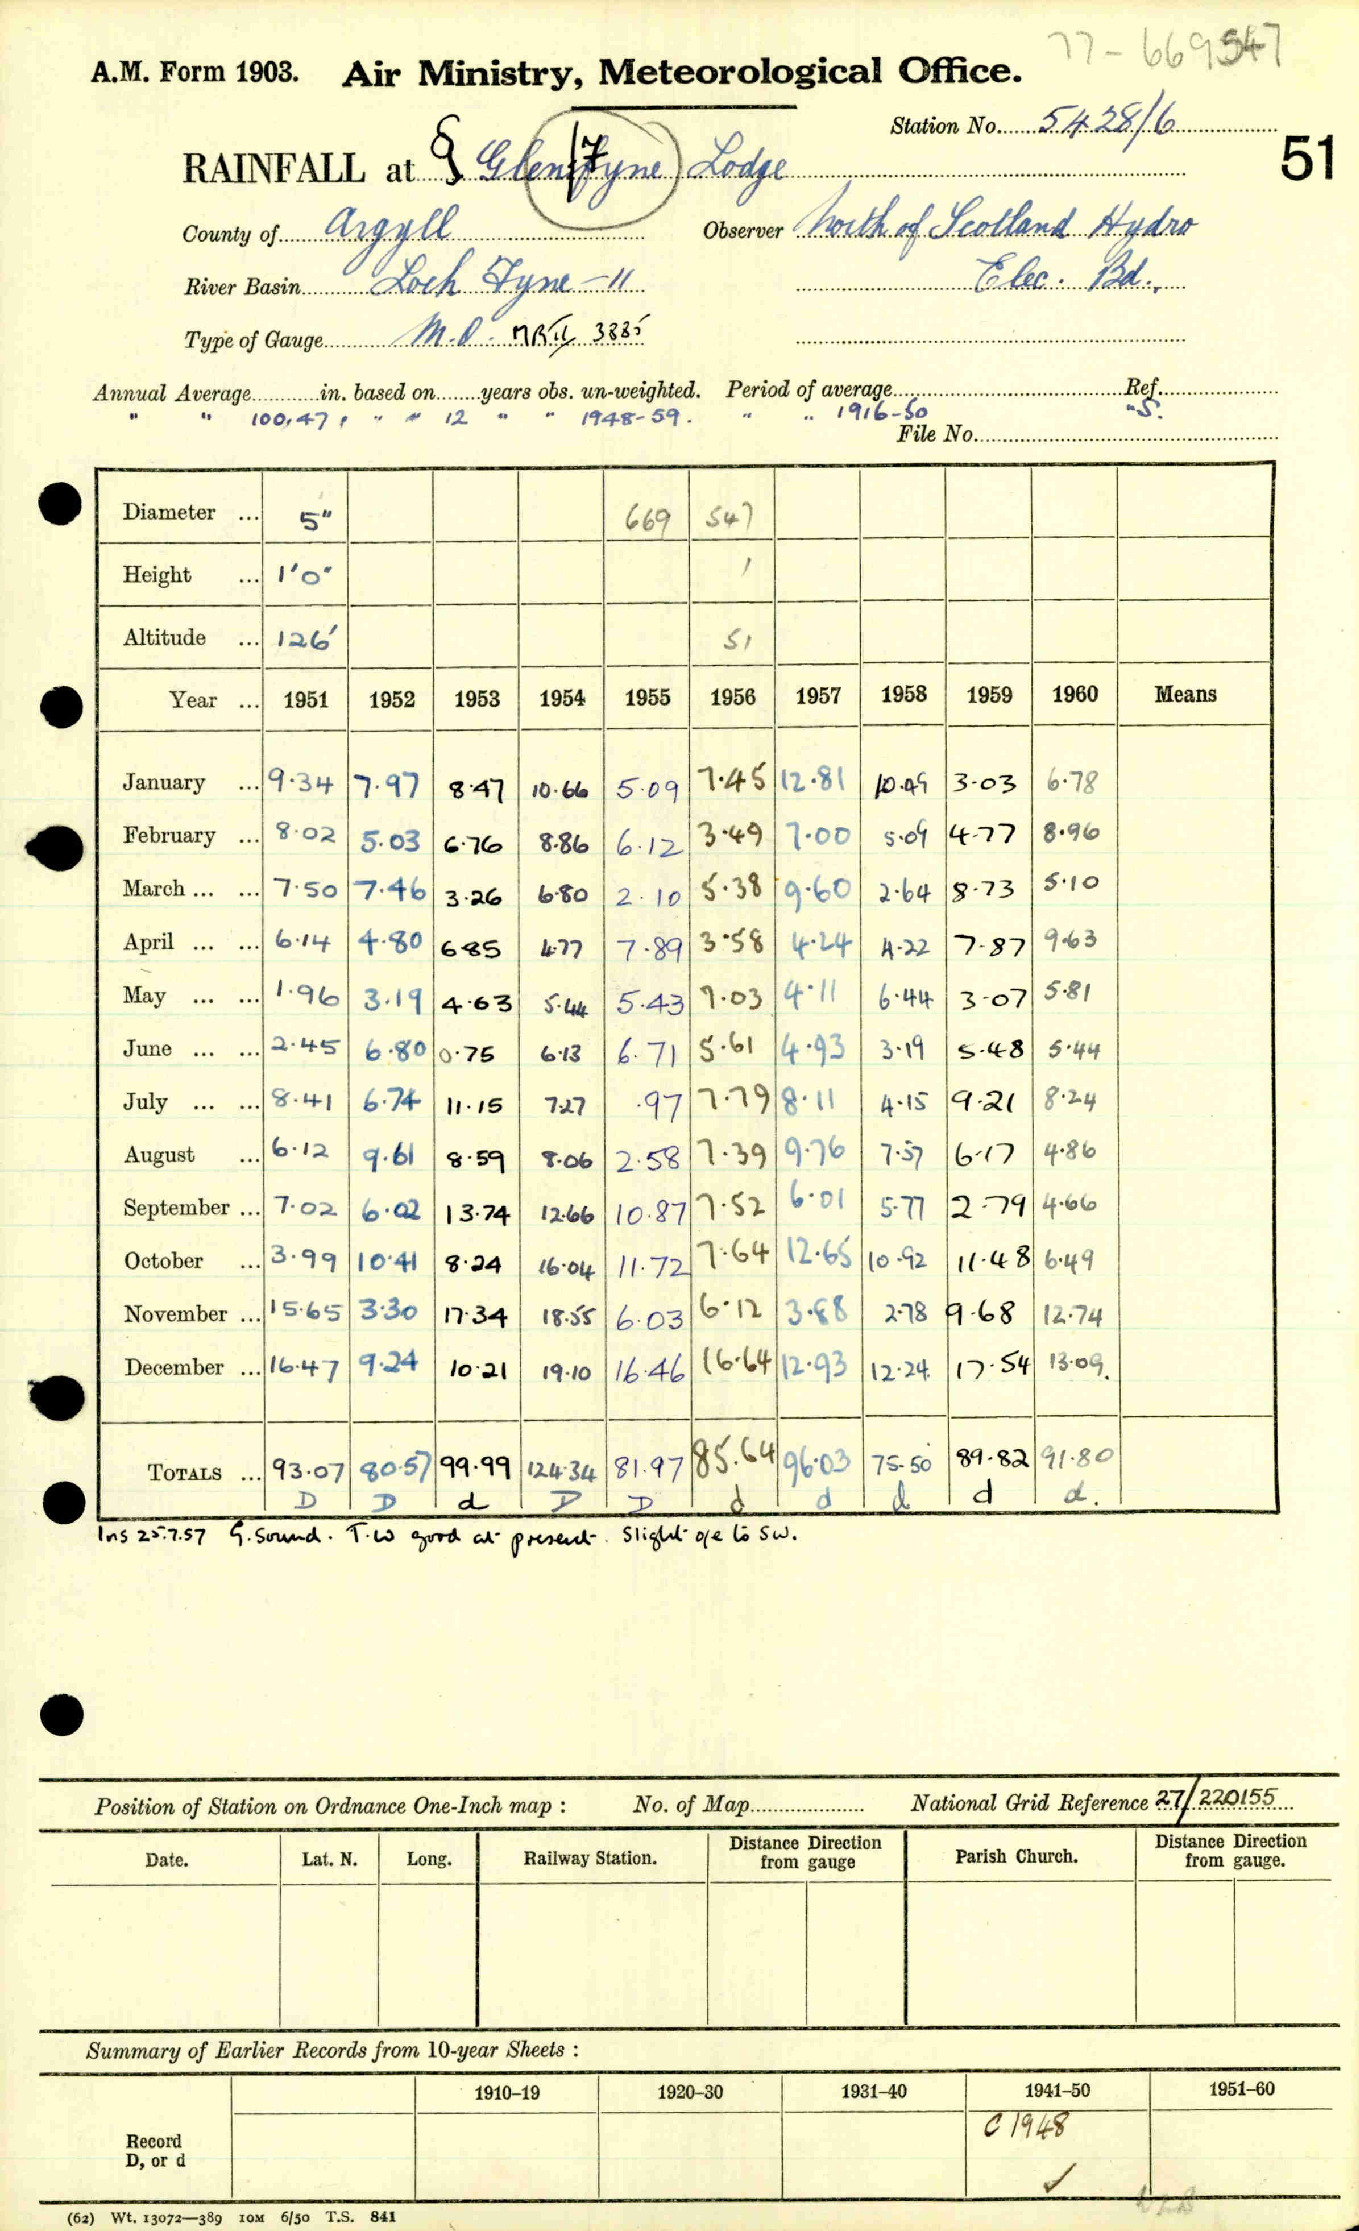 77-669547
A.M. Form 1903. Air Ministry, Meteorological Office.
Station No. 5428/6
51
RAINFALL at § Glen Fyne Lodge
County of Argyll Observer North of Scotland Hydro
River Basin Loch Fyne - 11 Elec. Bd.,
Type of Gauge M.O. MRII 3885
Annual Average in. based on years obs. un-weighted. Period of average Ref.
" " 100.47, " " 12 " " 1948-59. " " 1916-50 "S.
File No.
Diameter ... 5" 669 547
Height ... 1'0" 1
Altitude ... 126' 51
Year ... 1951 1952 1953 1954 1955 1956 1957 1958 1959 1960 Means
January ... 9.34 7.97 8.47 10.66 5.09 7.45 12.81 10.49 3.03 6.78
February ... 8.02 5.03 6.76 8.86 6.12 3.49 7.00 5.09 4.77 8.96
March ... ... 7.50 7.46 3.26 6.80 2.10 5.38 9.60 2.64 8.73 5.10
April ... ... 6.14 4.80 6.85 4.77 7.89 3.58 4.24 4.22 7.87 9.63
May ... ... 1.96 3.19 4.63 5.44 5.43 7.03 4.11 6.44 3.07 5.81
June ... ... 2.45 6.80 0.75 6.13 6.71 5.61 4.93 3.19 5.48 5.44
July ... ... 8.41 6.74 11.15 7.27 .97 7.79 8.11 4.15 9.21 8.24
August ... 6.12 9.61 8.59 8.06 2.58 7.39 9.76 7.57 6.17 4.86
September ... 7.02 6.02 13.74 12.66 10.87 7.52 6.01 5.77 2.79 4.66
October ... 3.99 10.41 8.24 16.04 11.72 7.64 12.65 10.92 11.48 6.49
November ... 15.65 3.30 17.34 18.55 6.03 6.12 3.88 2.78 9.68 12.74
December ... 16.47 9.24 10.21 19.10 16.46 16.64 12.93 12.24 17.54 13.09.
TOTALS ... 93.07 80.57 99.99 124.34 81.97 85.64 96.03 75.50 89.82 91.80
D D d D D d d d d d.
Ins 25.7.57 G. Sound. T.W good at present. Slight o/e to SW.
Position of Station on Ordnance One-Inch map : No. of Map National Grid Reference 27/220155
Date. Lat. N. Long. Railway Station. Distance Direction from gauge Parish Church. Distance Direction from gauge.
Summary of Earlier Records from 10-year Sheets :
1910-19 1920-30 1931-40 1941-50 1951-60
Record D, or d C 1948
✓
(62) Wt. 13072—389 10M 6/50 T.S. 841